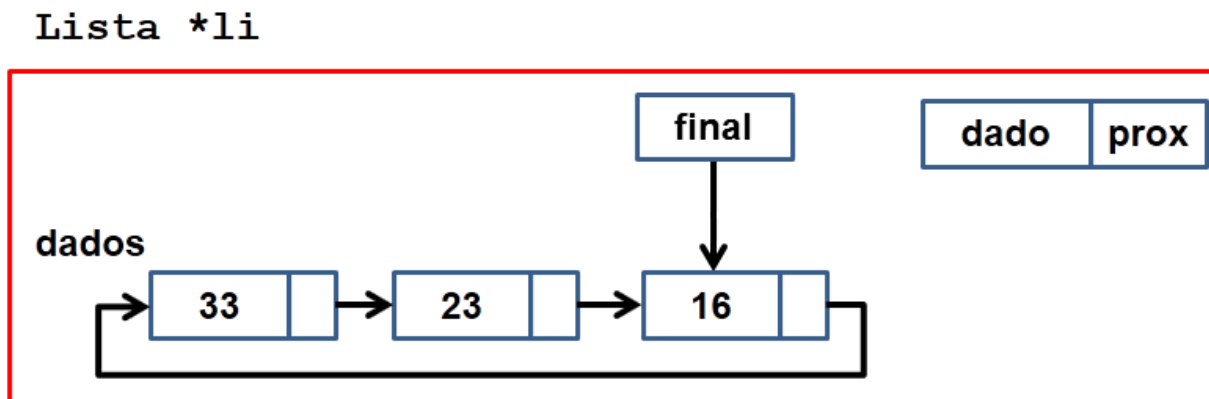 Lista *li
final
dado prox
dados
33 23 16